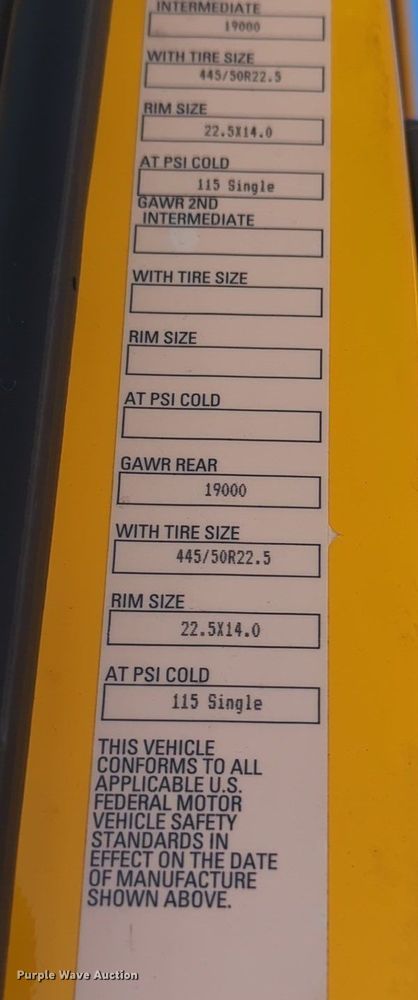 INTERMEDIATE
19000
WITH TIRE SIZE
445/50R22.5
RIM SIZE
22.5X14.0
AT PSI COLD
115 Single
GAWR 2ND
INTERMEDIATE
WITH TIRE SIZE
RIM SIZE
AT PSI COLD
GAWR REAR
19000
WITH TIRE SIZE
445/50R22.5
RIM SIZE
22.5X14.0
AT PSI COLD
115 Single
THIS VEHICLE
CONFORMS TO ALL
APPLICABLE U.S.
FEDERAL MOTOR
VEHICLE SAFETY
STANDARDS IN
EFFECT ON THE DATE
OF MANUFACTURE
SHOWN ABOVE.
Purple Wave Auction